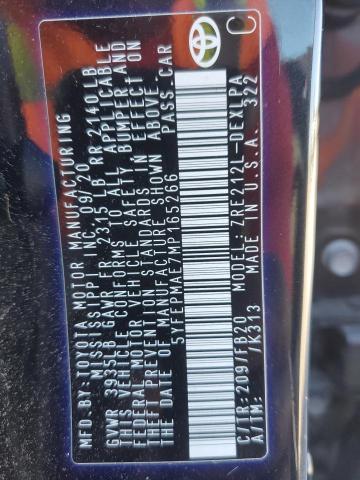 MFD. BY: TOYOTA MOTOR MANUFACTURING
MISSISSIPPI INC. 09/20
GVWR 3935LB GAWR FR 2315LB RR 2140LB
THIS VEHICLE CONFORMS TO ALL APPLICABLE
FEDERAL MOTOR VEHICLE SAFETY, BUMPER AND
THEFT PREVENTION STANDARDS IN EFFECT ON
THE DATE OF MANUFACTURE SHOWN ABOVE.
5YFEPMAE7MP165266 PASS. CAR
C/TR: 209/FB20 MODEL: ZRE212L-DEXLPA
A/TM: /K313 MADE IN U.S.A. 322
C
TOYOTA